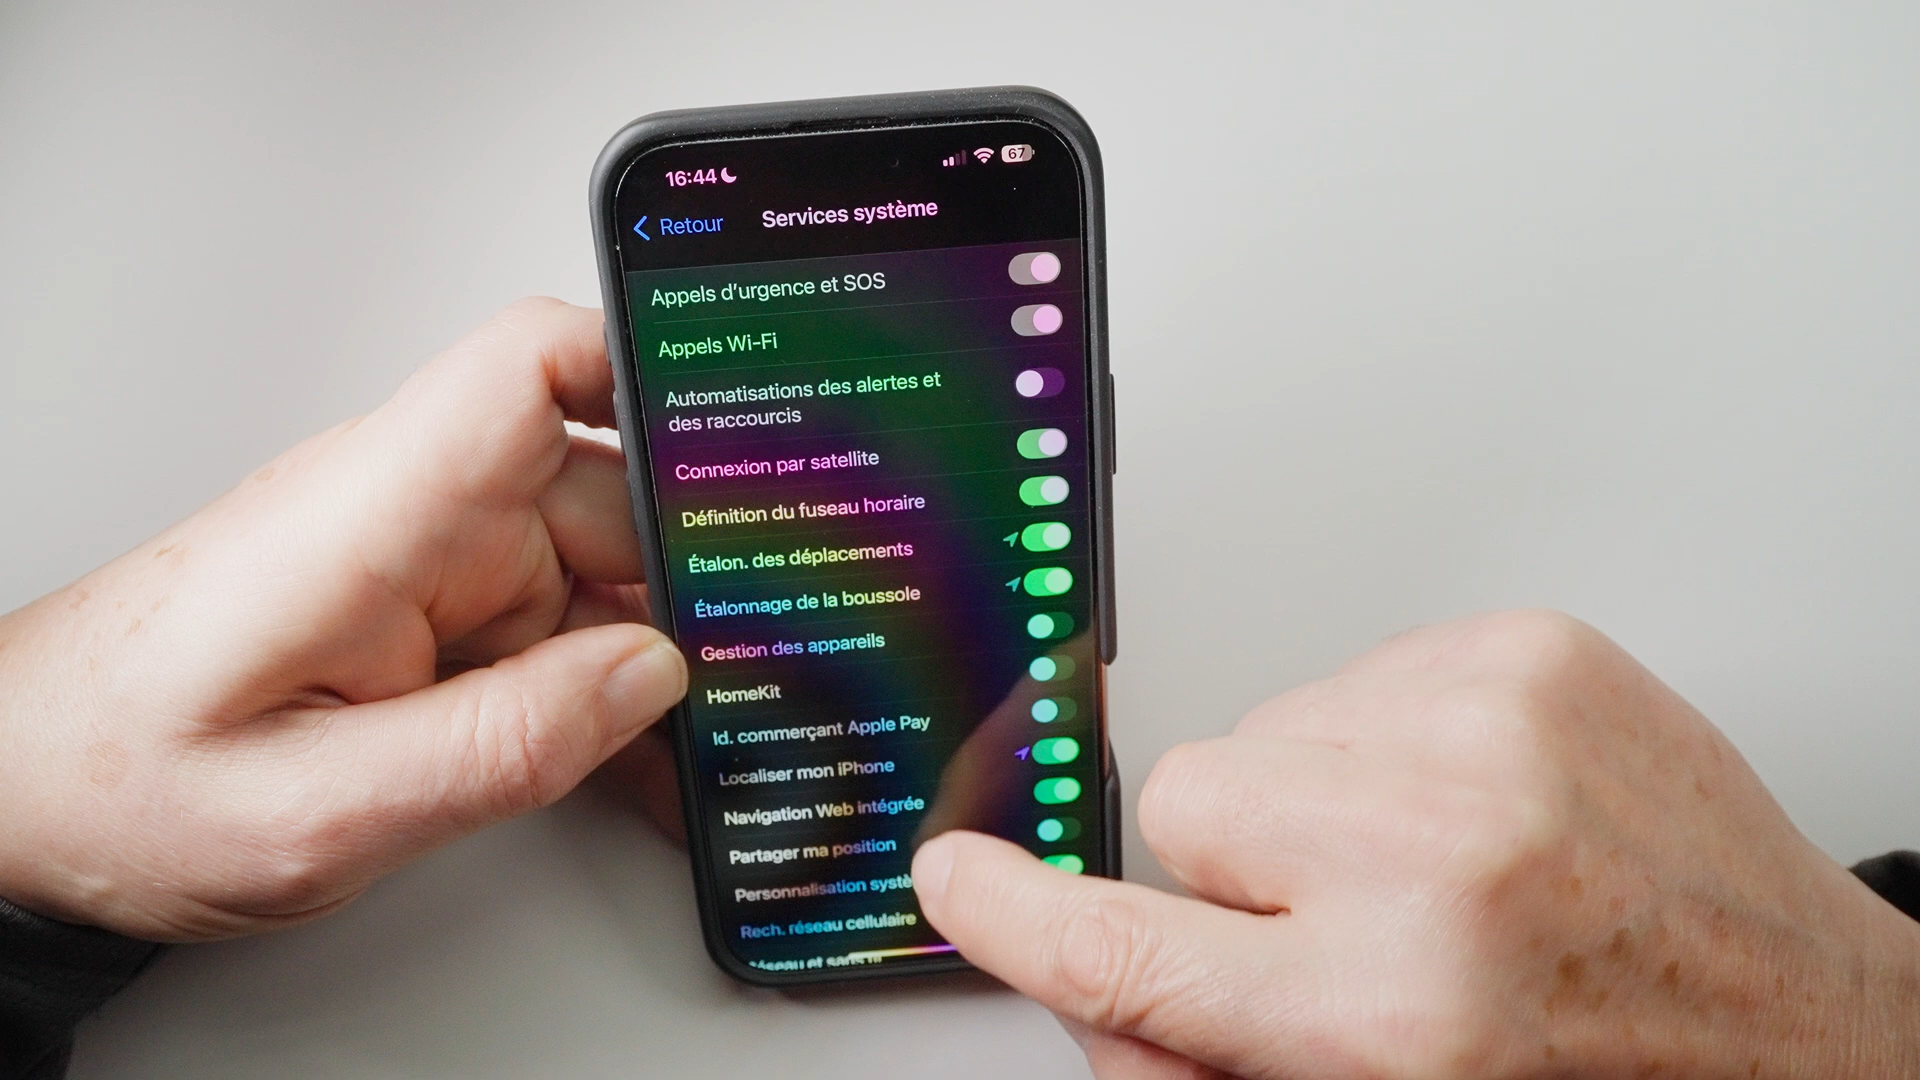 16:44
67
Retour
Services système
Appels d’urgence et SOS
Appels Wi-Fi
Automatisations des alertes et
des raccourcis
Connexion par satellite
Définition du fuseau horaire
Étalon. des déplacements
Étalonnage de la boussole
Gestion des appareils
HomeKit
Id. commerçant Apple Pay
Localiser mon iPhone
Navigation Web intégrée
Partager ma position
Personnalisation systè
Rech. réseau cellulaire